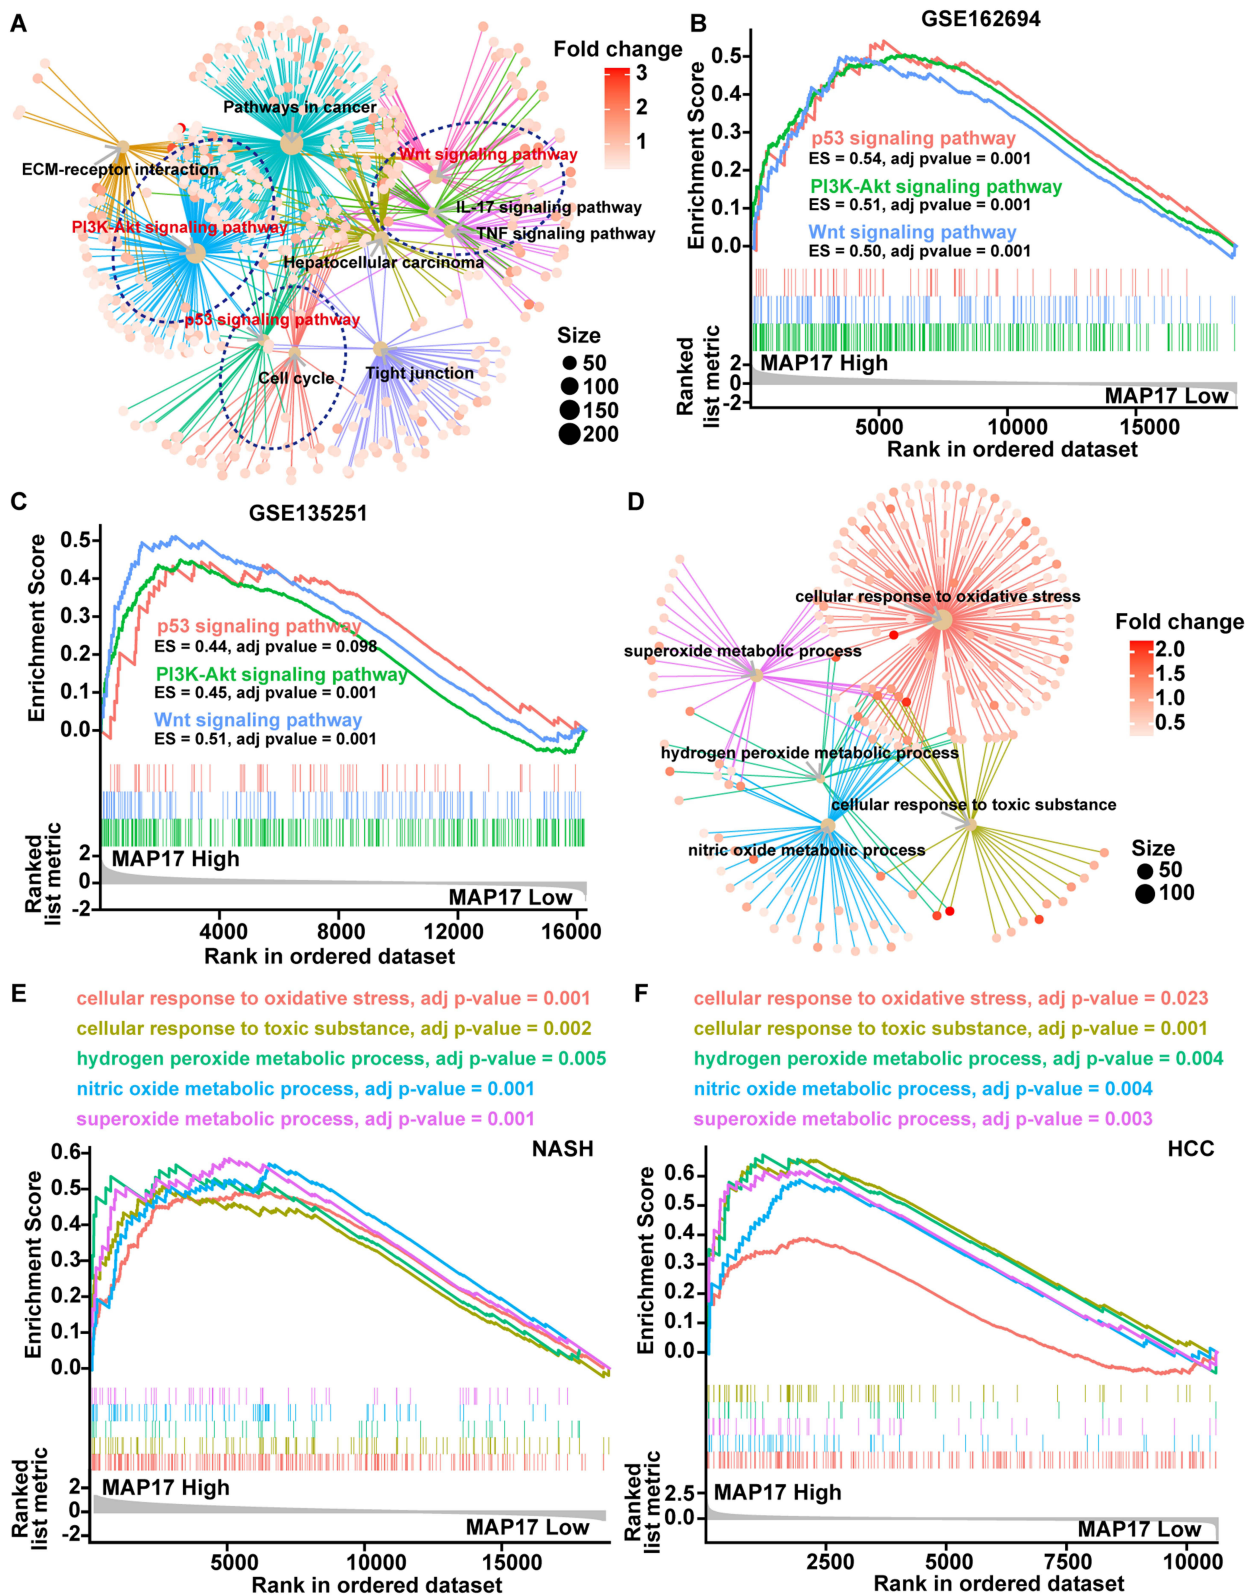 A
Fold change
3
2
1
Pathways in cancer
Wnt signaling pathway
ECM-receptor interaction
IL-17 signaling pathway
PI3K-Akt signaling pathway
TNF signaling pathway
Hepatocellular carcinoma
p53 signaling pathway
Cell cycle
Tight junction
Size
50
100
150
200
B
GSE162694
Enrichment Score
0.5
0.4
0.3
0.2
0.1
0.0
p53 signaling pathway
ES = 0.54, adj pvalue = 0.001
PI3K-Akt signaling pathway
ES = 0.51, adj pvalue = 0.001
Wnt signaling pathway
ES = 0.50, adj pvalue = 0.001
Ranked
list metric
2
0
-2
MAP17 High
MAP17 Low
5000
10000
15000
Rank in ordered dataset
C
GSE135251
Enrichment Score
0.5
0.4
0.3
0.2
0.1
0.0
p53 signaling pathway
ES = 0.44, adj pvalue = 0.098
PI3K-Akt signaling pathway
ES = 0.45, adj pvalue = 0.001
Wnt signaling pathway
ES = 0.51, adj pvalue = 0.001
Ranked
list metric
2
0
-2
MAP17 High
MAP17 Low
4000
8000
12000
16000
Rank in ordered dataset
D
cellular response to oxidative stress
superoxide metabolic process
hydrogen peroxide metabolic process
cellular response to toxic substance
nitric oxide metabolic process
Fold change
2.0
1.5
1.0
0.5
Size
50
100
E
cellular response to oxidative stress, adj p-value = 0.001
cellular response to toxic substance, adj p-value = 0.002
hydrogen peroxide metabolic process, adj p-value = 0.005
nitric oxide metabolic process, adj p-value = 0.001
superoxide metabolic process, adj p-value = 0.001
NASH
Enrichment Score
0.6
0.5
0.4
0.3
0.2
0.1
0.0
Ranked
list metric
2
0
-2
MAP17 High
MAP17 Low
5000
10000
15000
Rank in ordered dataset
F
cellular response to oxidative stress, adj p-value = 0.023
cellular response to toxic substance, adj p-value = 0.001
hydrogen peroxide metabolic process, adj p-value = 0.004
nitric oxide metabolic process, adj p-value = 0.004
superoxide metabolic process, adj p-value = 0.003
HCC
Enrichment Score
0.6
0.5
0.4
0.3
0.2
0.1
0.0
Ranked
list metric
2.5
0.0
MAP17 High
MAP17 Low
2500
5000
7500
10000
Rank in ordered dataset